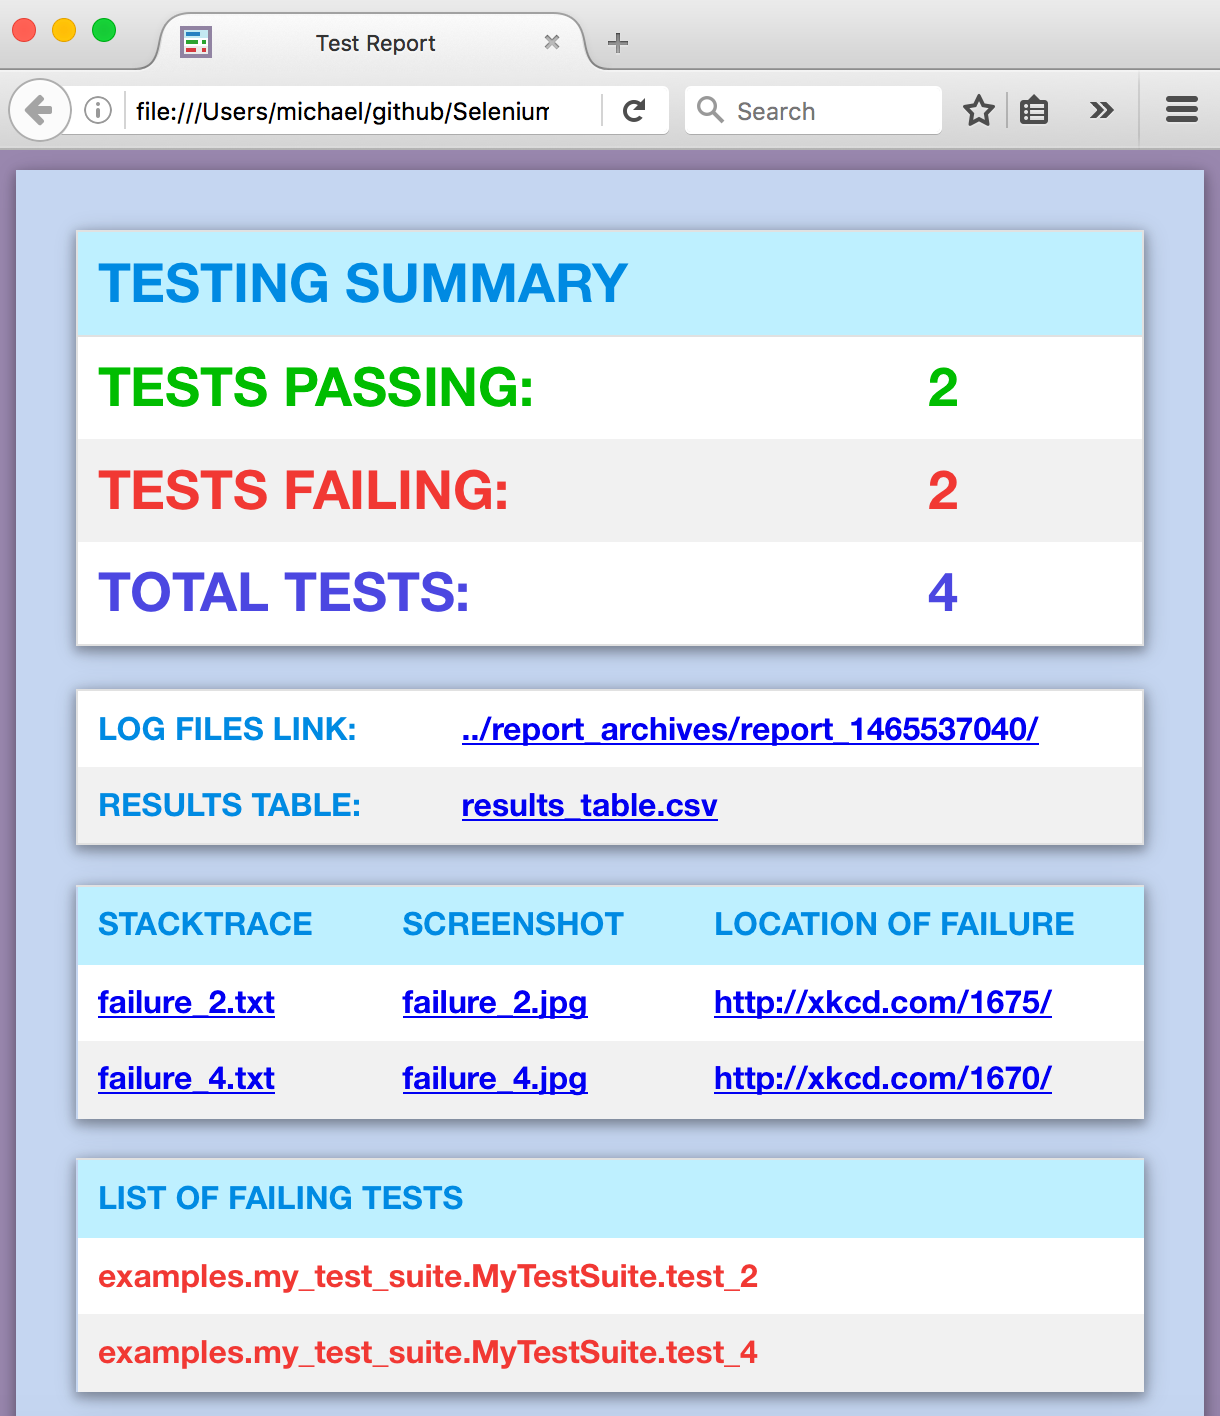 Test Report
file:///Users/michael/github/Selenium
Search
TESTING SUMMARY
TESTS PASSING: 2
TESTS FAILING: 2
TOTAL TESTS: 4
LOG FILES LINK: ../report_archives/report_1465537040/
RESULTS TABLE: results_table.csv
STACKTRACE SCREENSHOT LOCATION OF FAILURE
failure_2.txt failure_2.jpg http://xkcd.com/1675/
failure_4.txt failure_4.jpg http://xkcd.com/1670/
LIST OF FAILING TESTS
examples.my_test_suite.MyTestSuite.test_2
examples.my_test_suite.MyTestSuite.test_4